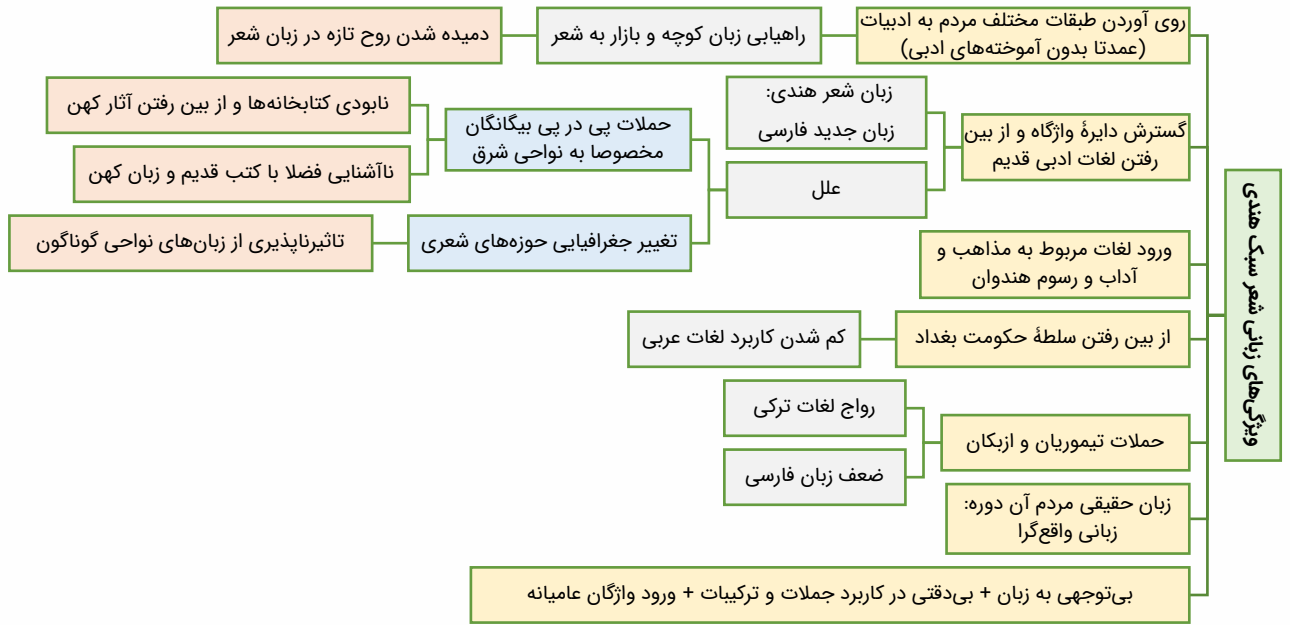 ویژگی‌های زبانی شعر سبک هندی
روی آوردن طبقات مختلف مردم به ادبیات
(عمدتا بدون آموخته‌های ادبی)
راهیابی زبان کوچه و بازار به شعر
دمیده شدن روح تازه در زبان شعر
گسترش دایرهٔ واژگاه و از بین
رفتن لغات ادبی قدیم
زبان شعر هندی:
زبان جدید فارسی
علل
حملات پی در پی بیگانگان
مخصوصا به نواحی شرق
نابودی کتابخانه‌ها و از بین رفتن آثار کهن
ناآشنایی فضلا با کتب قدیم و زبان کهن
تغییر جغرافیایی حوزه‌های شعری
تاثیرناپذیری از زبان‌های نواحی گوناگون
ورود لغات مربوط به مذاهب و
آداب و رسوم هندوان
از بین رفتن سلطهٔ حکومت بغداد
کم شدن کاربرد لغات عربی
حملات تیموریان و ازبکان
رواج لغات ترکی
ضعف زبان فارسی
زبان حقیقی مردم آن دوره:
زبانی واقع‌گرا
بی‌توجهی به زبان + بی‌دقتی در کاربرد جملات و ترکیبات + ورود واژگان عامیانه